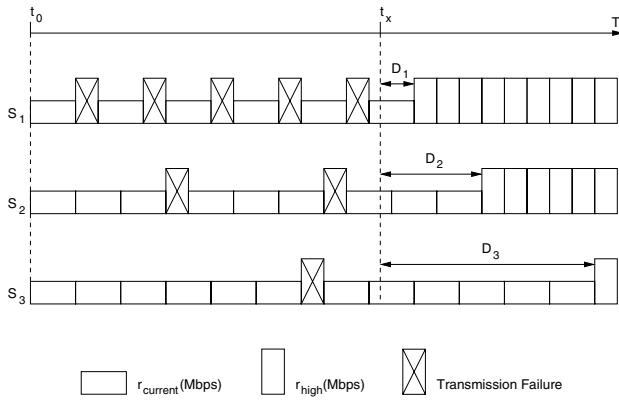 t0 tx T
D1
S1
D2
S2
D3
S3
rcurrent(Mbps) rhigh(Mbps) Transmission Failure